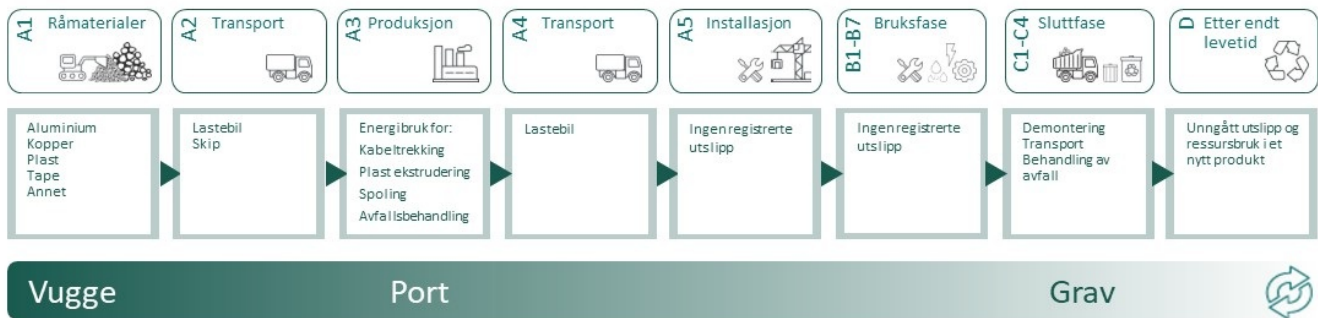 A1 Råmaterialer
A2 Transport
A3 Produksjon
A4 Transport
A5 Installasjon
B1-B7 Bruksfase
C1-C4 Sluttfase
D Etter endt
levetid
Aluminium
Kopper
Plast
Tape
Annet
Lastebil
Skip
Energibruk for:
Kabeltrekking
Plast ekstrudering
Spoling
Avfallsbehandling
Lastebil
Ingen registrerte
utslipp
Ingen registrerte
utslipp
Demontering
Transport
Behandling av
avfall
Unngått utslipp og
ressursbruk i et
nytt produkt
Vugge
Port
Grav